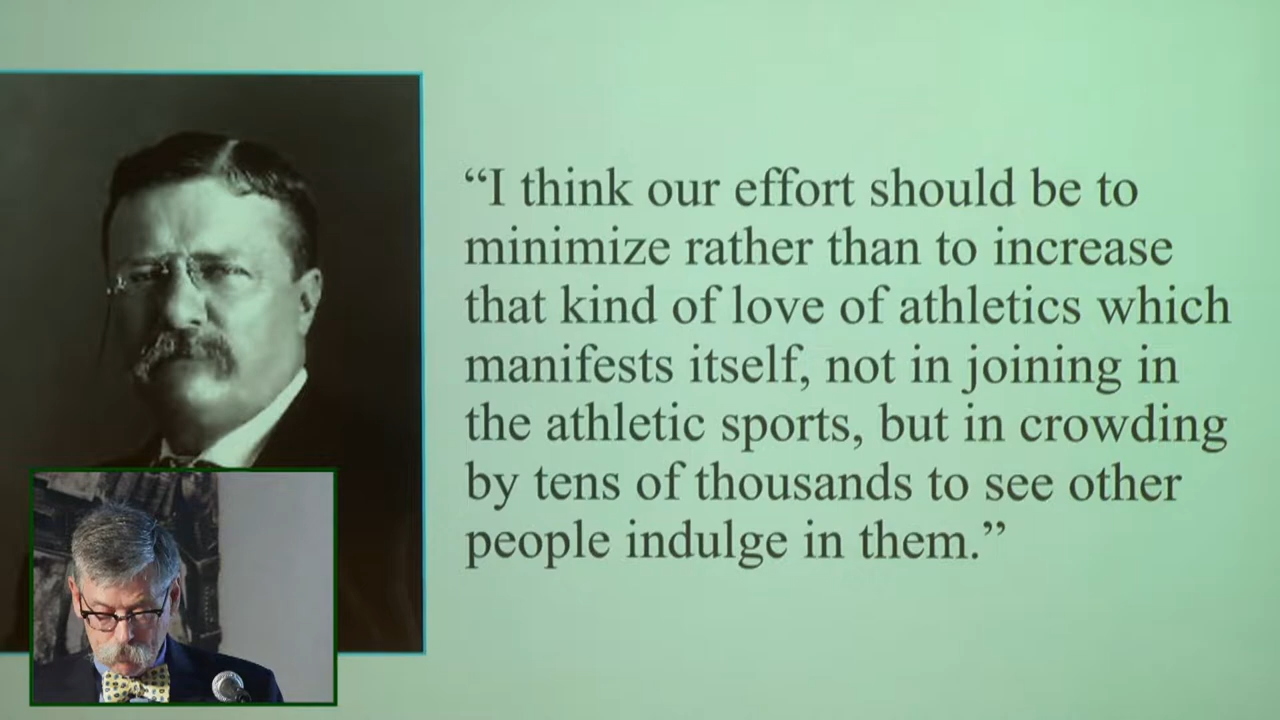 “I think our effort should be to
minimize rather than to increase
that kind of love of athletics which
manifests itself, not in joining in
the athletic sports, but in crowding
by tens of thousands to see other
people indulge in them.”